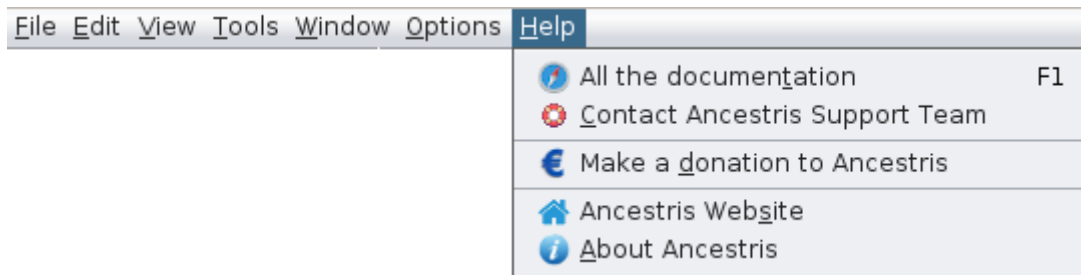 File Edit View Tools Window Options Help
All the documentation F1
Contact Ancestris Support Team
Make a donation to Ancestris
Ancestris Website
About Ancestris